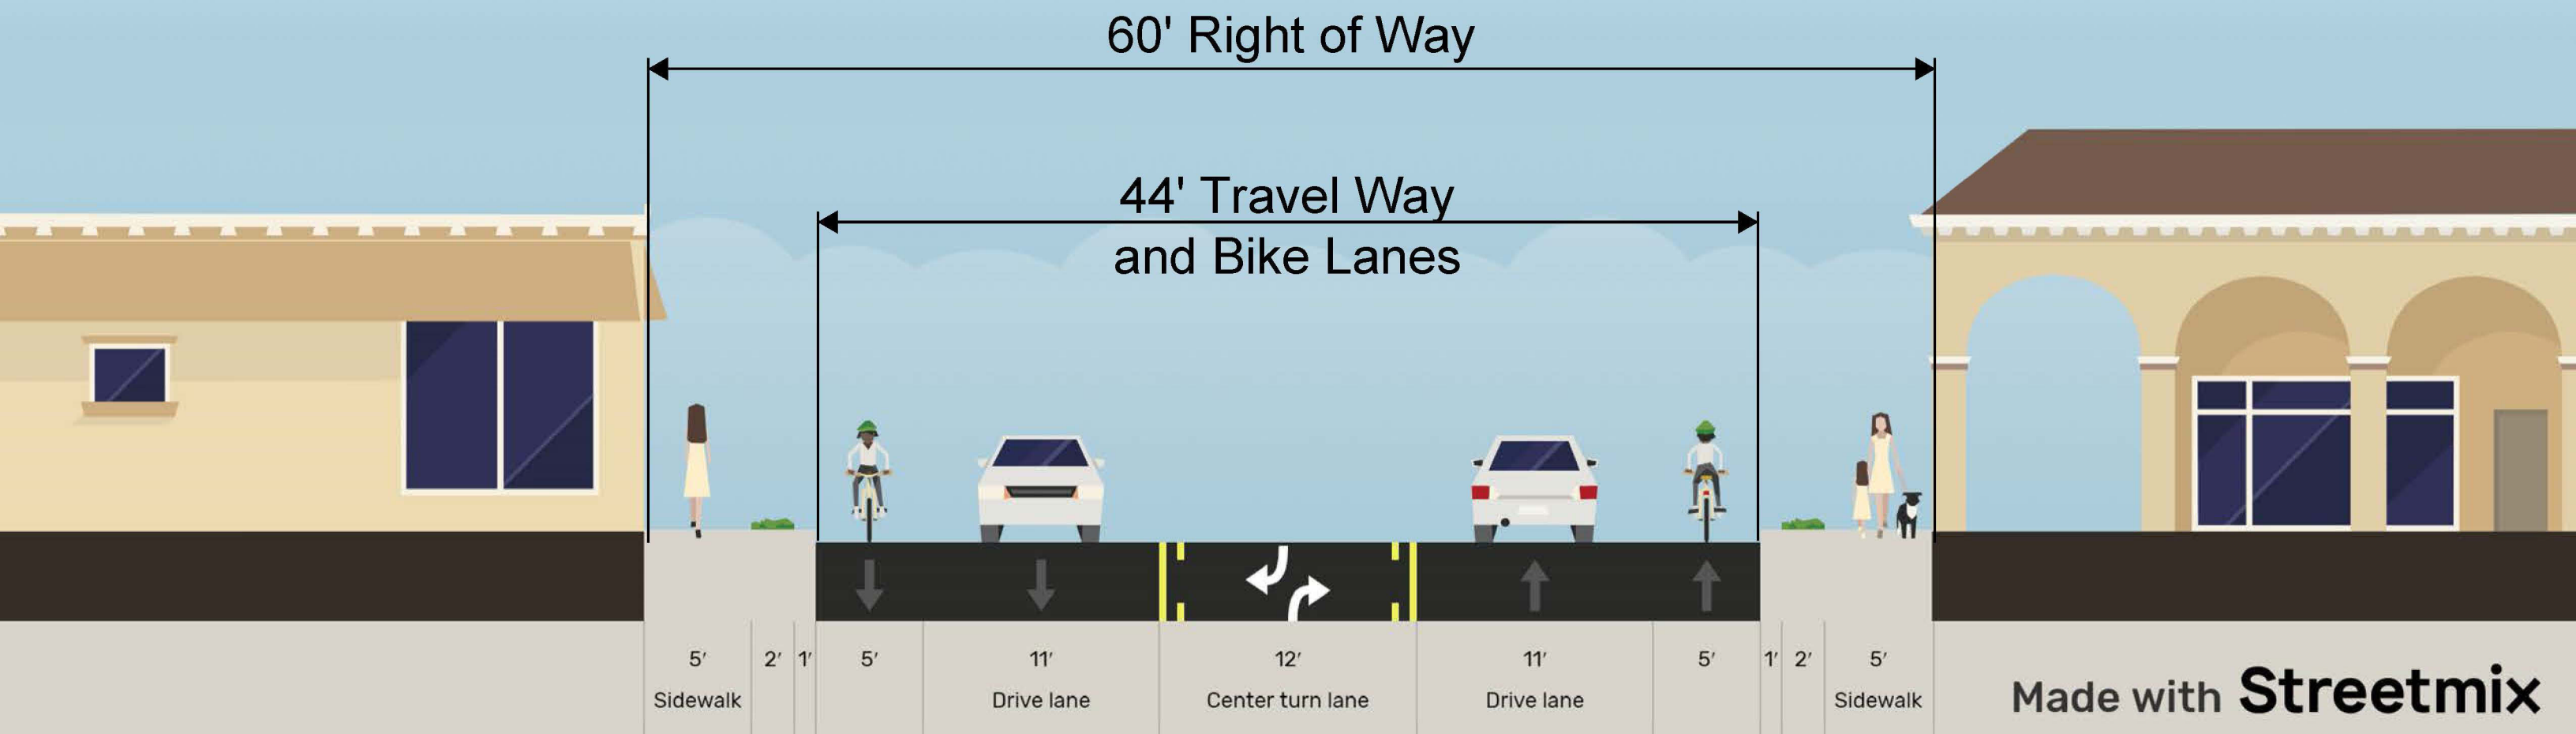 60' Right of Way
44' Travel Way
and Bike Lanes
5′ 2′ 1′ 5′ 11′ 12′ 11′ 5′ 1′ 2′ 5′
Sidewalk Drive lane Center turn lane Drive lane Sidewalk
Made with Streetmix